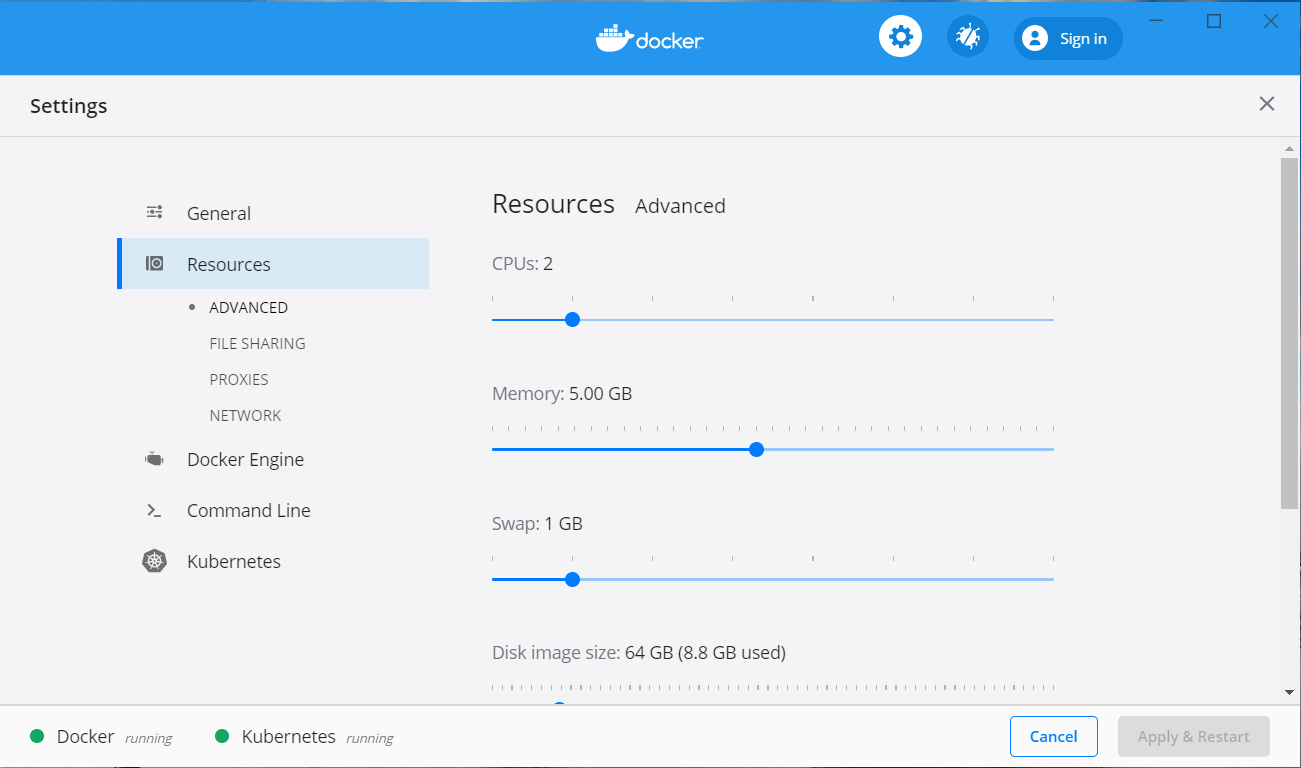 docker
Sign in
Settings
General
Resources
ADVANCED
FILE SHARING
PROXIES
NETWORK
Docker Engine
Command Line
Kubernetes
Resources Advanced
CPUs: 2
Memory: 5.00 GB
Swap: 1 GB
Disk image size: 64 GB (8.8 GB used)
Docker running Kubernetes running
Cancel Apply & Restart